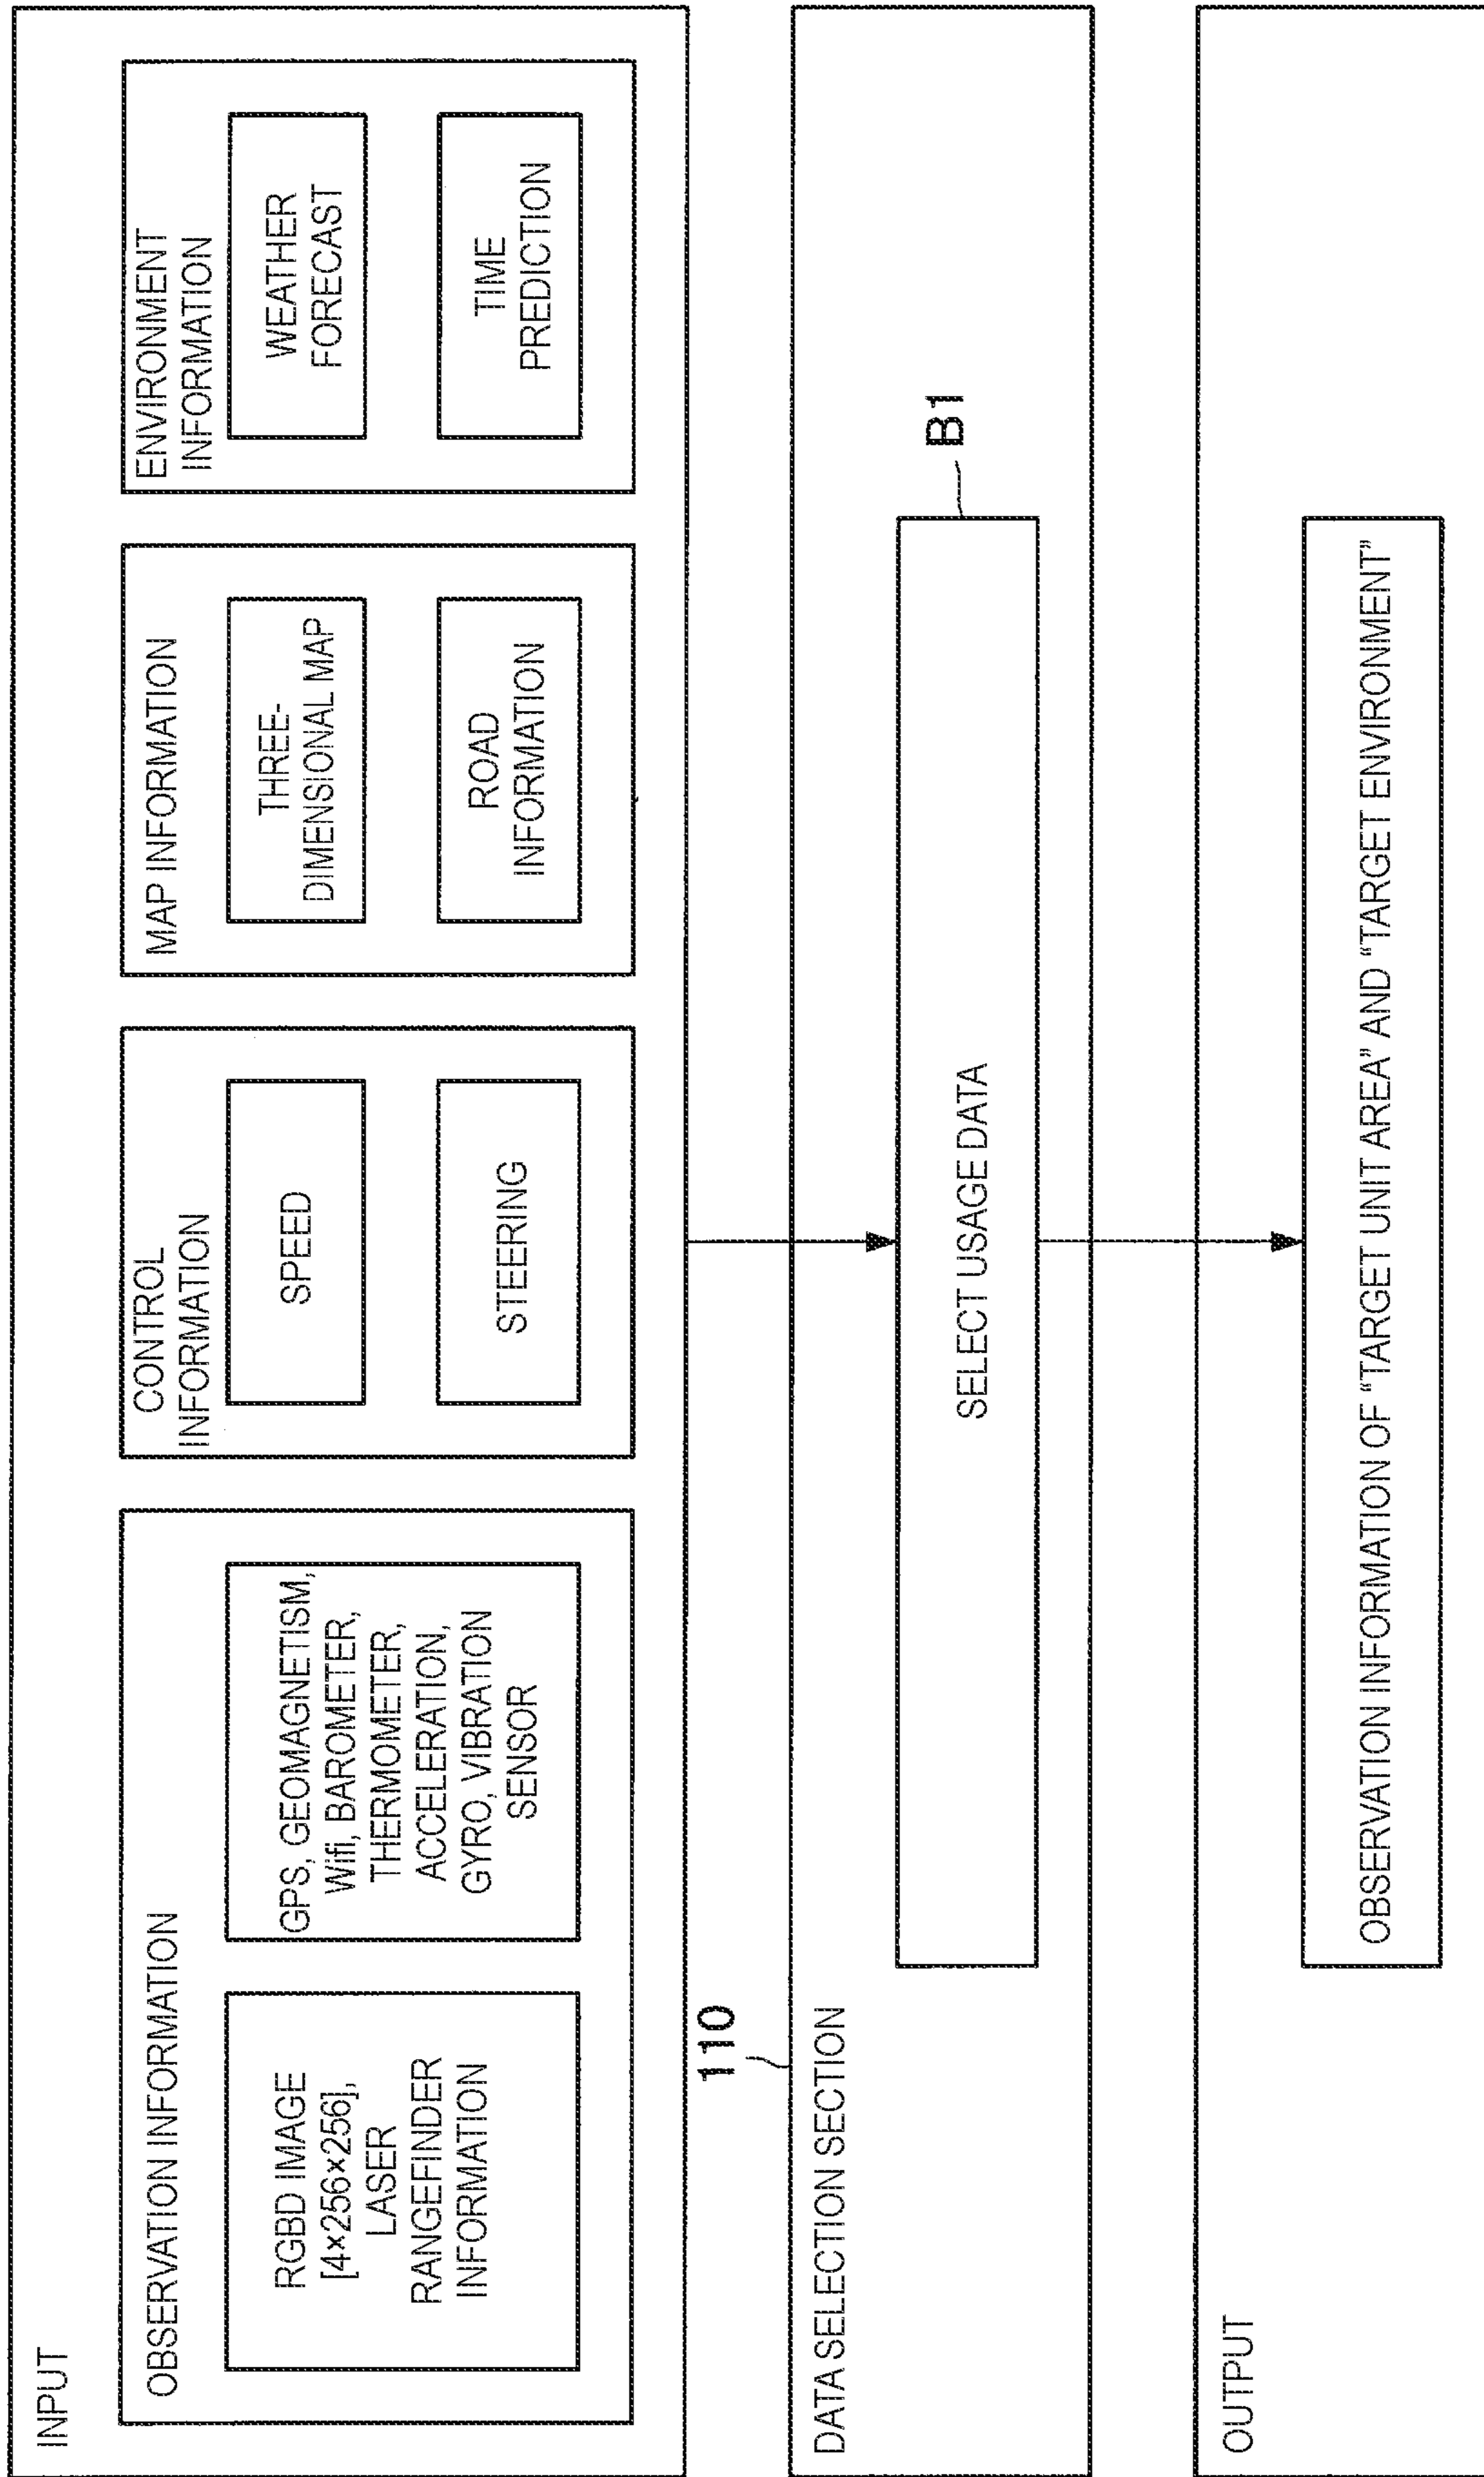 INPUT
OBSERVATION INFORMATION
RGBD IMAGE
[4×256×256],
LASER
RANGEFINDER
INFORMATION
GPS, GEOMAGNETISM,
Wifi, BAROMETER,
THERMOMETER,
ACCELERATION,
GYRO, VIBRATION
SENSOR
CONTROL
INFORMATION
SPEED
STEERING
MAP INFORMATION
THREE-
DIMENSIONAL MAP
ROAD
INFORMATION
ENVIRONMENT
INFORMATION
WEATHER
FORECAST
TIME
PREDICTION
110
DATA SELECTION SECTION
SELECT USAGE DATA
B1
OUTPUT
OBSERVATION INFORMATION OF “TARGET UNIT AREA” AND “TARGET ENVIRONMENT”